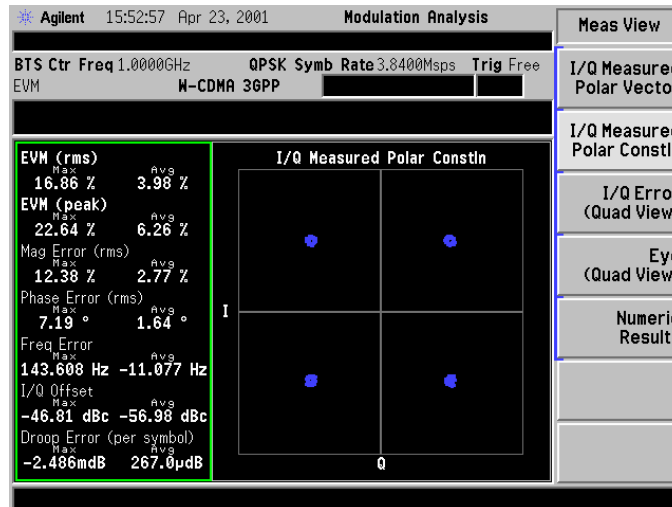 Agilent 15:52:57 Apr 23, 2001 Modulation Analysis
Meas View
BTS Ctr Freq 1.0000GHz QPSK Symb Rate 3.8400Msps Trig Free
EVM W-CDMA 3GPP
I/Q Measured
Polar Vecto
I/Q Measured
Polar Constl
I/Q Erro
(Quad View
Eye
(Quad View
Numeri
Result
EVM (rms)
Max Avg
16.86 % 3.98 %
EVM (peak)
Max Avg
22.64 % 6.26 %
Mag Error (rms)
Max Avg
12.38 % 2.77 %
Phase Error (rms)
Max Avg
7.19 ° 1.64 °
Freq Error
Max Avg
143.608 Hz -11.077 Hz
I/Q Offset
Max Avg
-46.81 dBc -56.98 dBc
Droop Error (per symbol)
Max Avg
-2.486mdB 267.0µdB
I/Q Measured Polar Constln
I
Q